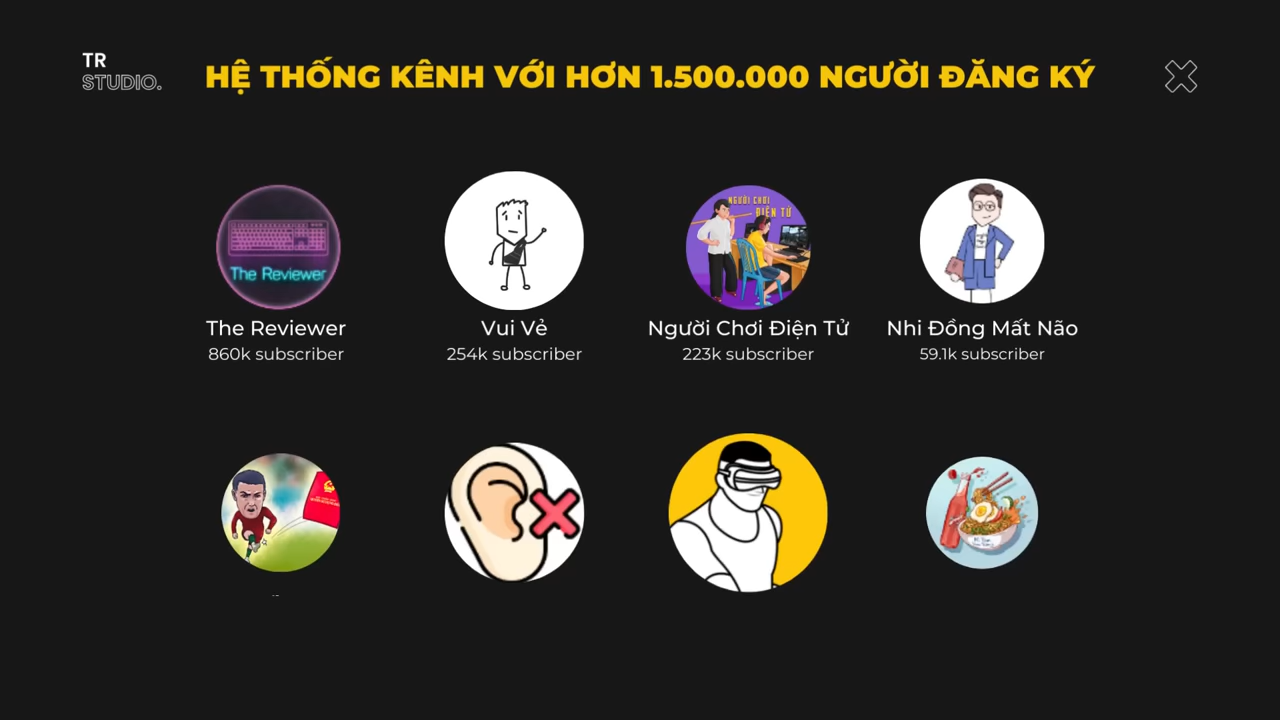 TR
STUDIO.
HỆ THỐNG KÊNH VỚI HƠN 1.500.000 NGƯỜI ĐĂNG KÝ
The Reviewer
NGƯỜI CHƠI
ĐIỆN TỬ
The Reviewer
860k subscriber
Vui Vẻ
254k subscriber
Người Chơi Điện Tử
223k subscriber
Nhi Đồng Mất Não
59.1k subscriber